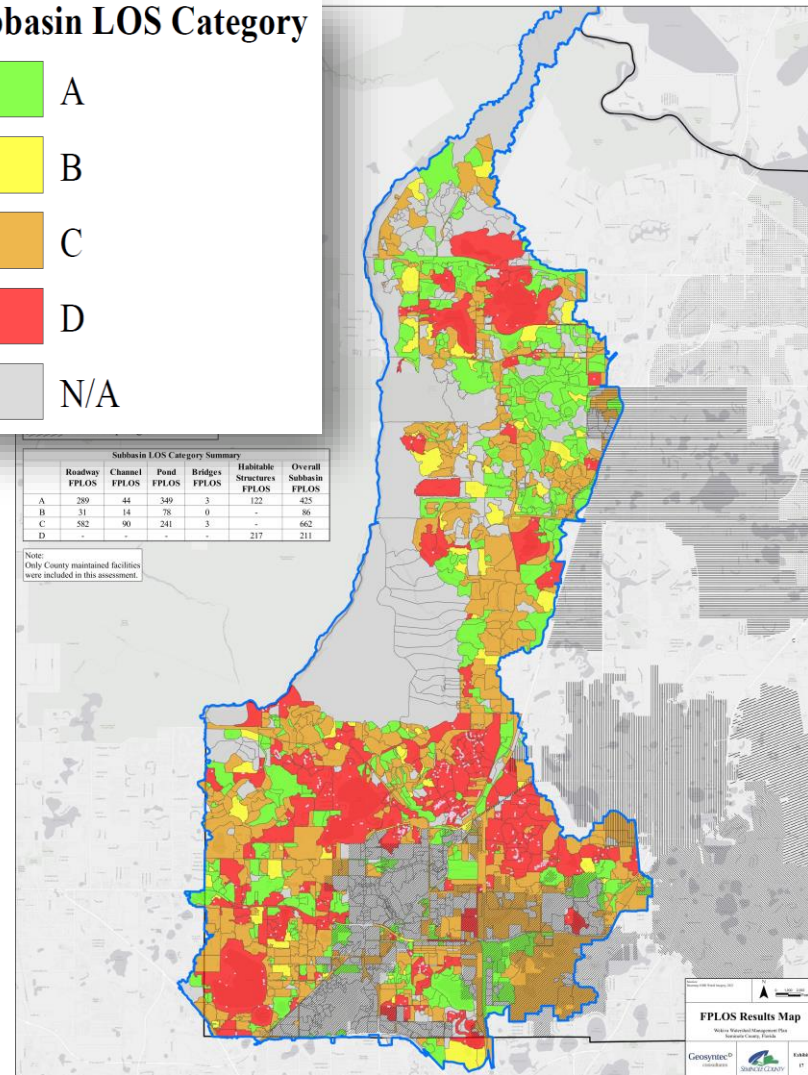 bbasin LOS Category
A
B
C
D
N/A
Subbasin LOS Category Summary
Roadway FPLOS Channel FPLOS Pond FPLOS Bridges FPLOS Habitable Structures FPLOS Overall Subbasin FPLOS
A 289 44 349 3 122 425
B 31 14 78 0 - 86
C 582 90 241 3 - 662
D - - - - 217 211
Note:
Only County maintained facilities
were included in this assessment.
N
FPLOS Results Map
Wekiva Watershed Management Plan
Seminole County, Florida
Geosyntec
consultants
SEMINOLE COUNTY
17